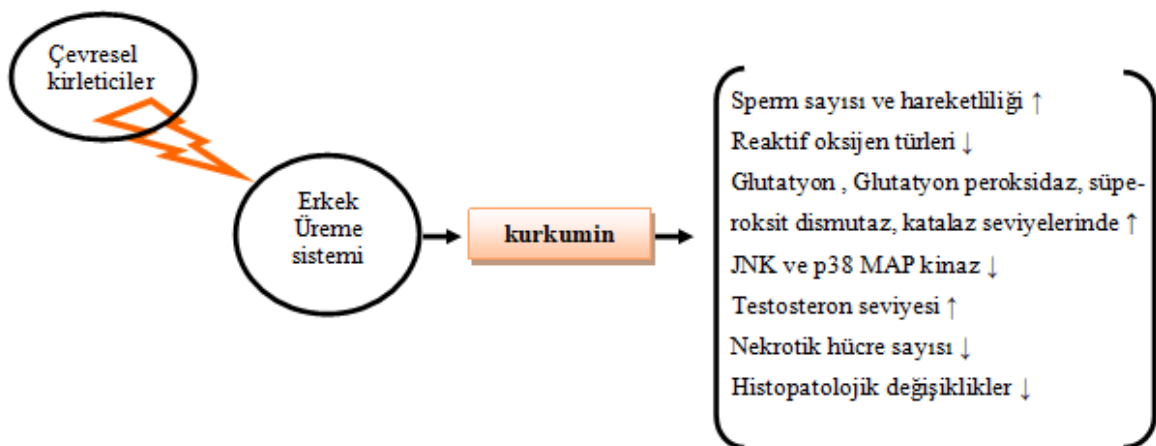 Çevresel
kirleticiler
Erkek
Üreme
sistemi
kurkumin
Sperm sayısı ve hareketliliği ↑
Reaktif oksijen türleri ↓
Glutatyon , Glutatyon peroksidaz, süpe-
roksit dismutaz, katalaz seviyelerinde ↑
JNK ve p38 MAP kinaz ↓
Testosteron seviyesi ↑
Nekrotik hücre sayısı ↓
Histopatolojik değişiklikler ↓